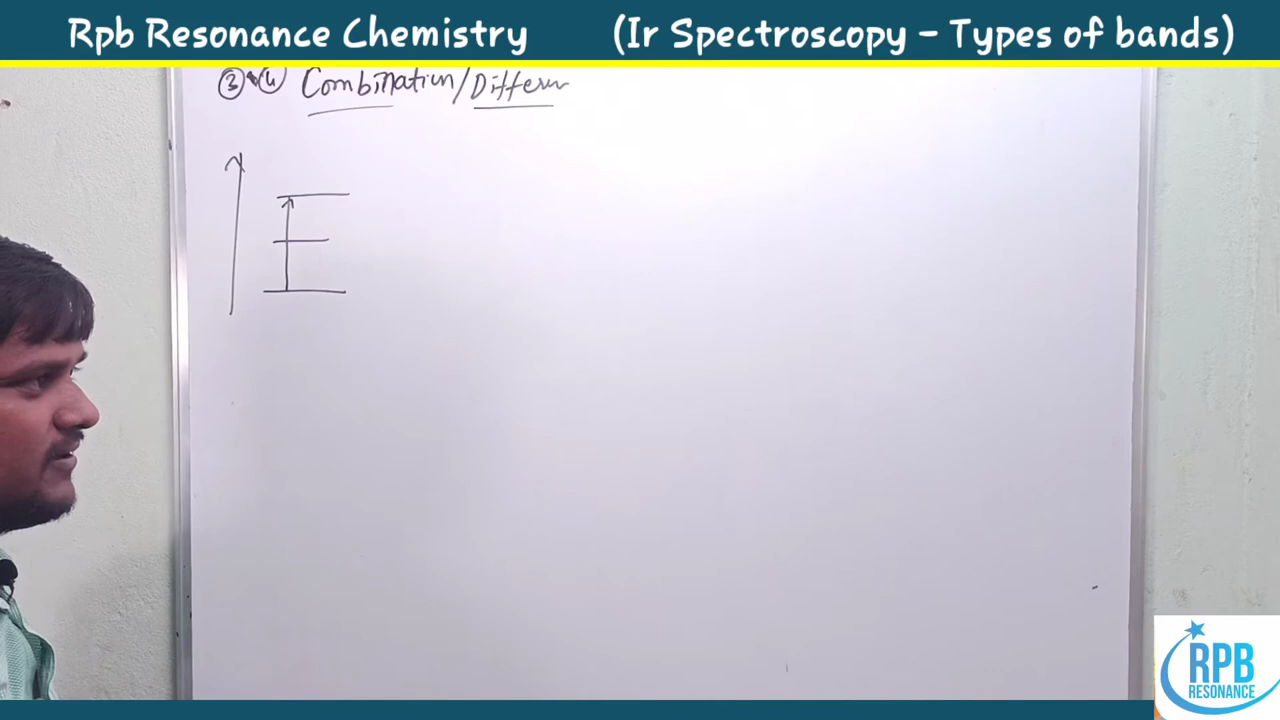 Rpb Resonance Chemistry (Ir Spectroscopy - Types of bands)
③ & ④ Combination/Differen
RPB
RESONANCE